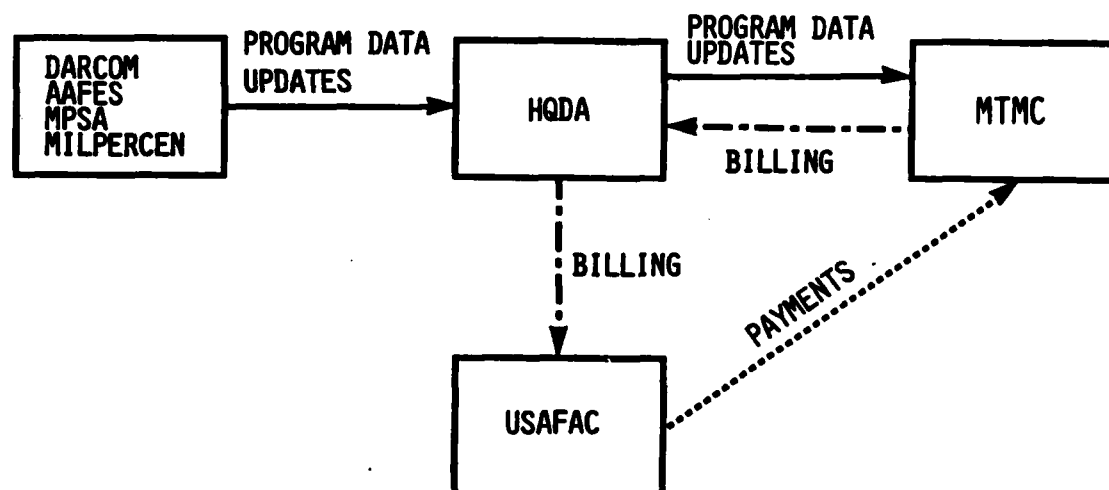 DARCOM
AAFES
MPSA
MILPERCEN
PROGRAM DATA
UPDATES
HQDA
PROGRAM DATA
UPDATES
MTMC
BILLING
BILLING
PAYMENTS
USAFAC